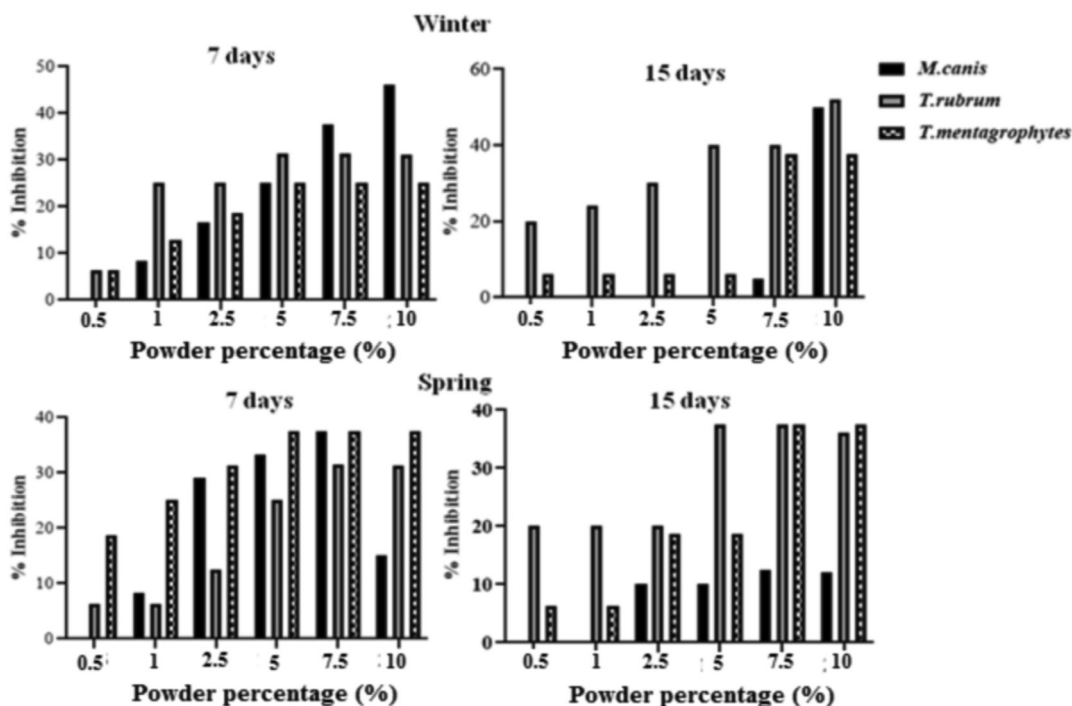 Winter
7 days
50
40
30
20
10
0
% Inhibition
0.5 1 2.5 5 7.5 10
Powder percentage (%)
15 days
60
40
20
0
% Inhibition
0.5 1 2.5 5 7.5 10
Powder percentage (%)
M.canis
T.rubrum
T.mentagrophytes
Spring
7 days
40
30
20
10
0
% Inhibition
0.5 1 2.5 5 7.5 10
Powder percentage (%)
15 days
40
30
20
10
0
% Inhibition
0.5 1 2.5 5 7.5 10
Powder percentage (%)